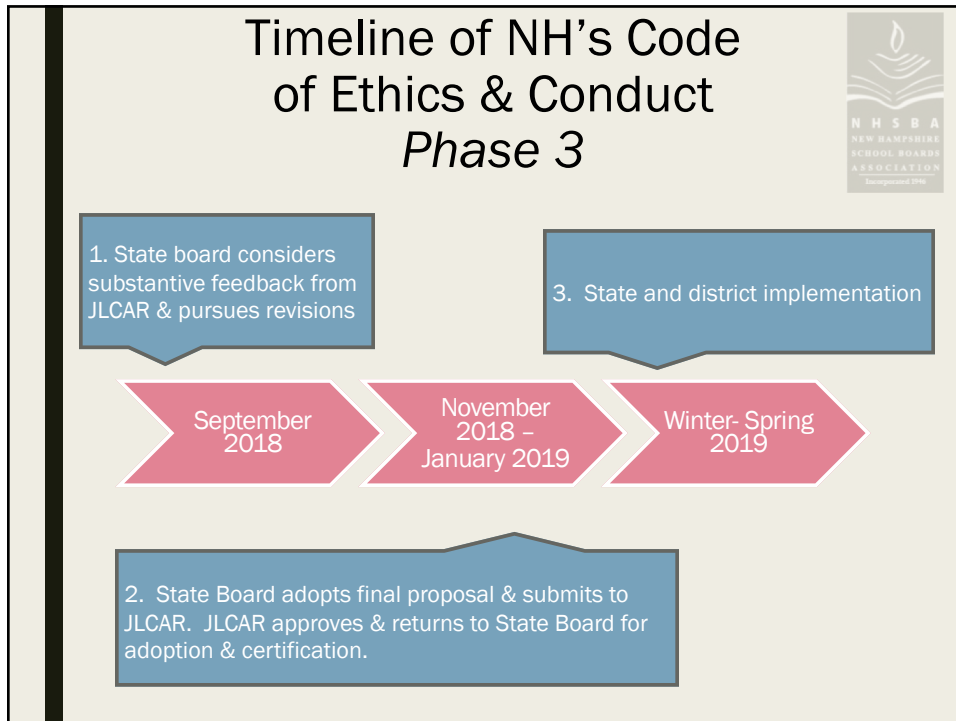 Timeline of NH's Code
of Ethics & Conduct
Phase 3
N H S B A
NEW HAMPSHIRE
SCHOOL BOARDS
ASSOCIATION
Incorporated 1946
1. State board considers
substantive feedback from
JLCAR & pursues revisions
3.  State and district implementation
September
2018
November
2018 –
January 2019
Winter- Spring
2019
2.  State Board adopts final proposal & submits to
JLCAR.  JLCAR approves & returns to State Board for
adoption & certification.